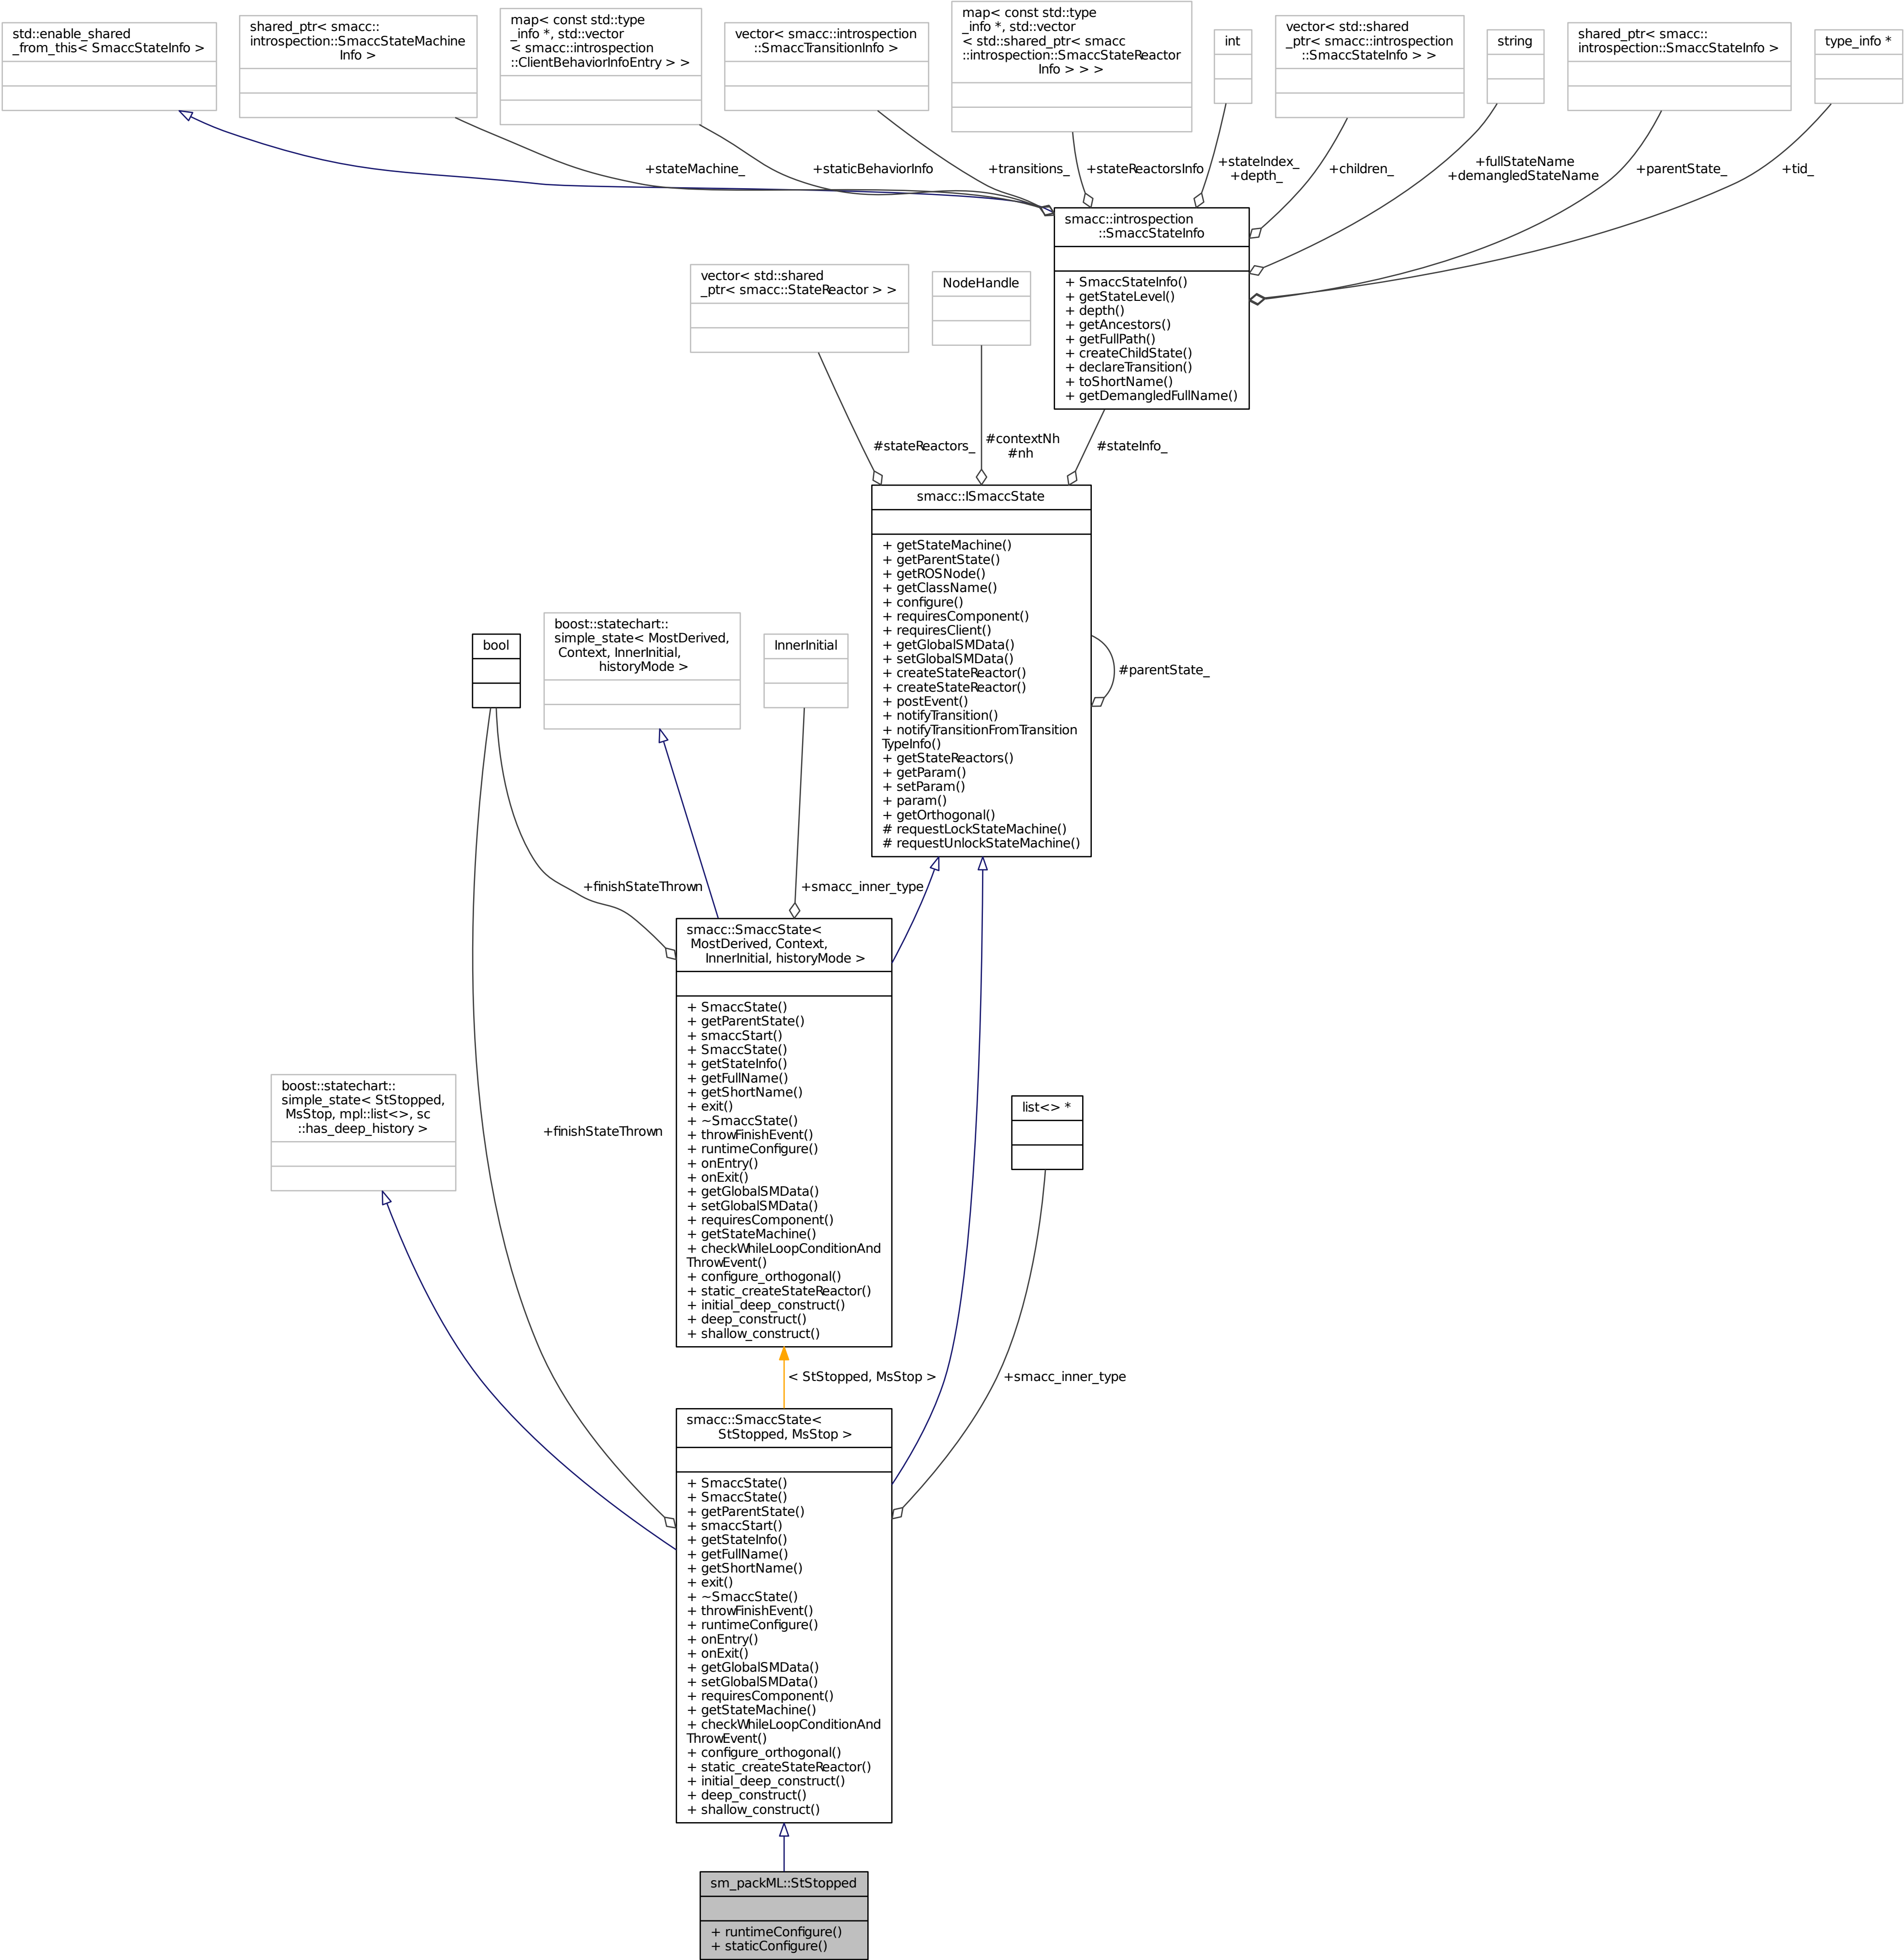 std::enable_shared
_from_this< SmaccStateInfo >
shared_ptr< smacc::
introspection::SmaccStateMachine
Info >
map< const std::type
_info *, std::vector
< smacc::introspection
::ClientBehaviorInfoEntry > >
vector< smacc::introspection
::SmaccTransitionInfo >
map< const std::type
_info *, std::vector
< std::shared_ptr< smacc
::introspection::SmaccStateReactor
Info > > >
int
vector< std::shared
_ptr< smacc::introspection
::SmaccStateInfo > >
string
shared_ptr< smacc::
introspection::SmaccStateInfo >
type_info *
+stateMachine_
+staticBehaviorInfo
+transitions_
+stateReactorsInfo
+stateIndex_
+depth_
+children_
+fullStateName
+demangledStateName
+parentState_
+tid_
smacc::introspection
::SmaccStateInfo
+ SmaccStateInfo()
+ getStateLevel()
+ depth()
+ getAncestors()
+ getFullPath()
+ createChildState()
+ declareTransition()
+ toShortName()
+ getDemangledFullName()
vector< std::shared
_ptr< smacc::StateReactor > >
NodeHandle
#stateReactors_
#contextNh
#nh
#stateInfo_
smacc::ISmaccState
+ getStateMachine()
+ getParentState()
+ getROSNode()
+ getClassName()
+ configure()
+ requiresComponent()
+ requiresClient()
+ getGlobalSMData()
+ setGlobalSMData()
+ createStateReactor()
+ createStateReactor()
+ postEvent()
+ notifyTransition()
+ notifyTransitionFromTransition
TypeInfo()
+ getStateReactors()
+ getParam()
+ setParam()
+ param()
+ getOrthogonal()
# requestLockStateMachine()
# requestUnlockStateMachine()
#parentState_
bool
boost::statechart::
simple_state< MostDerived,
Context, InnerInitial,
historyMode >
InnerInitial
+finishStateThrown
+smacc_inner_type
smacc::SmaccState<
MostDerived, Context,
InnerInitial, historyMode >
+ SmaccState()
+ getParentState()
+ smaccStart()
+ SmaccState()
+ getStateInfo()
+ getFullName()
+ getShortName()
+ exit()
+ ~SmaccState()
+ throwFinishEvent()
+ runtimeConfigure()
+ onEntry()
+ onExit()
+ getGlobalSMData()
+ setGlobalSMData()
+ requiresComponent()
+ getStateMachine()
+ checkWhileLoopConditionAnd
ThrowEvent()
+ configure_orthogonal()
+ static_createStateReactor()
+ initial_deep_construct()
+ deep_construct()
+ shallow_construct()
boost::statechart::
simple_state< StStopped,
MsStop, mpl::list<>, sc
::has_deep_history >
+finishStateThrown
list<> *
< StStopped, MsStop >
+smacc_inner_type
smacc::SmaccState<
StStopped, MsStop >
+ SmaccState()
+ SmaccState()
+ getParentState()
+ smaccStart()
+ getStateInfo()
+ getFullName()
+ getShortName()
+ exit()
+ ~SmaccState()
+ throwFinishEvent()
+ runtimeConfigure()
+ onEntry()
+ onExit()
+ getGlobalSMData()
+ setGlobalSMData()
+ requiresComponent()
+ getStateMachine()
+ checkWhileLoopConditionAnd
ThrowEvent()
+ configure_orthogonal()
+ static_createStateReactor()
+ initial_deep_construct()
+ deep_construct()
+ shallow_construct()
sm_packML::StStopped
+ runtimeConfigure()
+ staticConfigure()